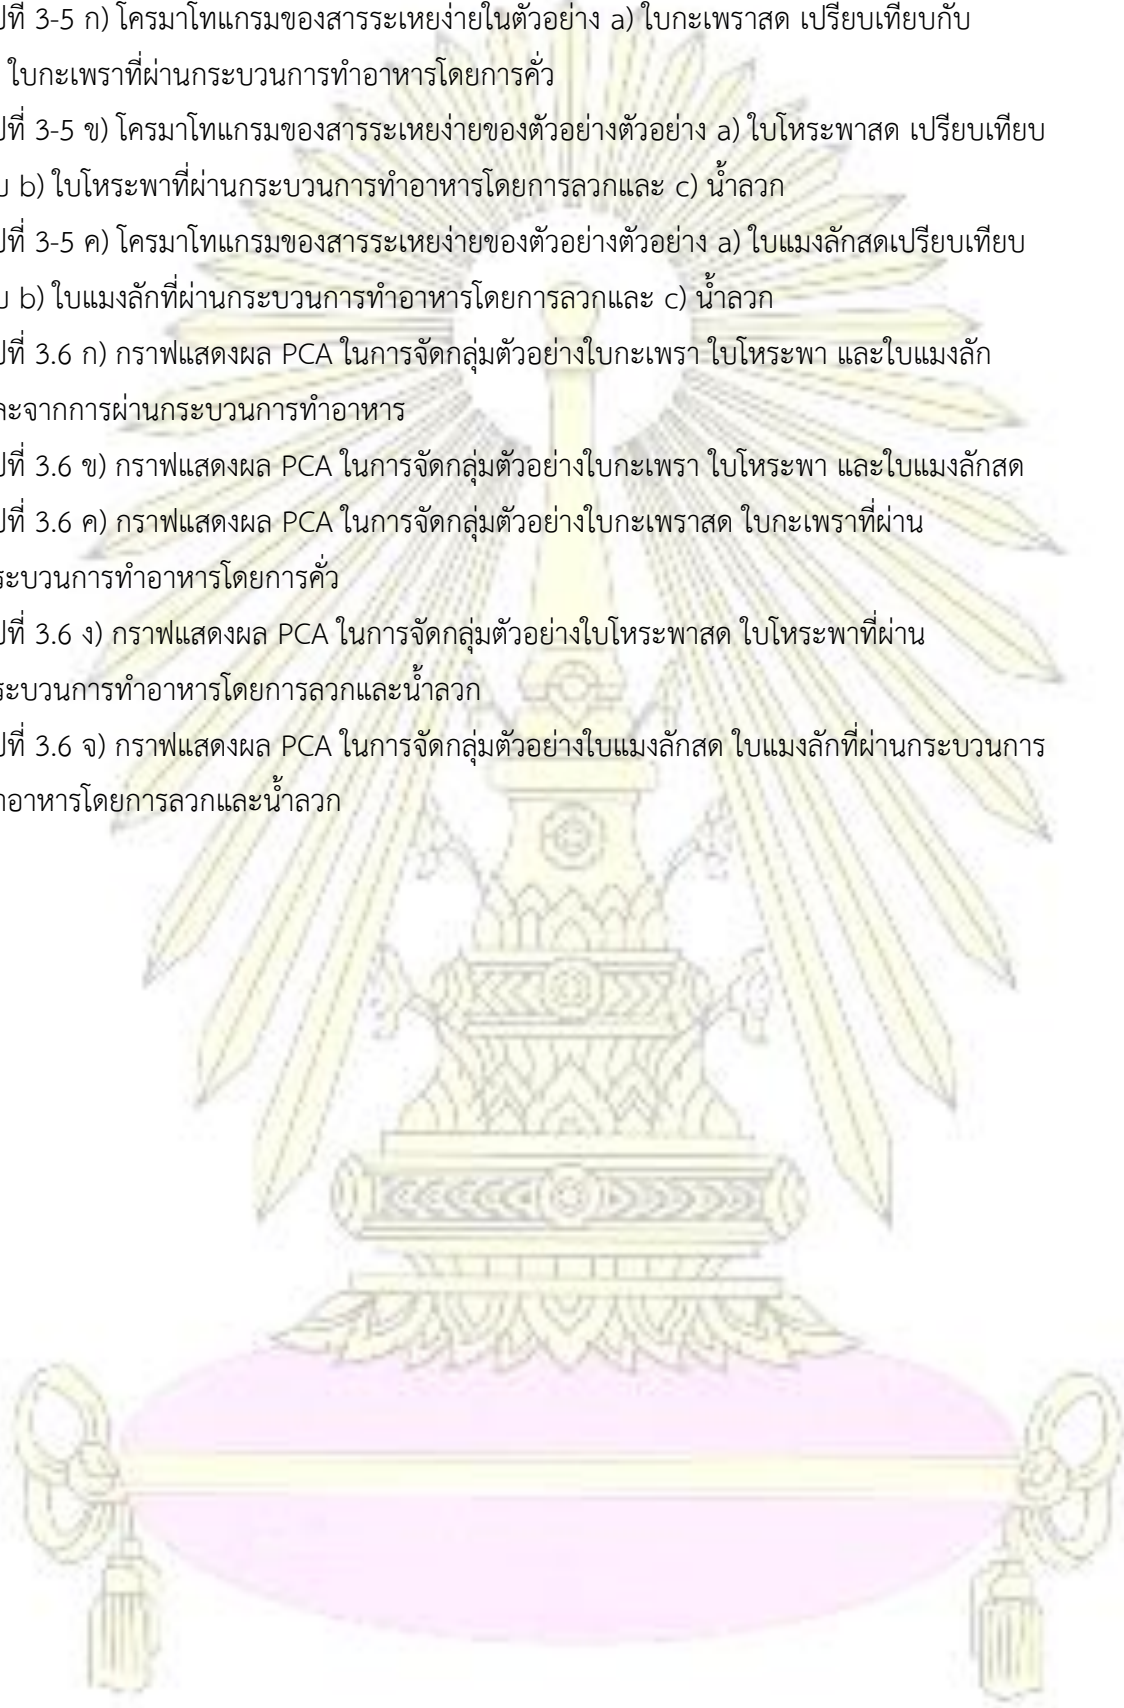 ปที่ 3-5 ก) โครมาโทแกรมของสารระเหยง่ายในตัวอย่าง a) ใบกะเพราสด เปรียบเทียบกับ
ใบกะเพราที่ผ่านกระบวนการทำอาหารโดยการคั่ว
ปที่ 3-5 ข) โครมาโทแกรมของสารระเหยง่ายของตัวอย่างตัวอย่าง a) ใบโหระพาสด เปรียบเทียบ
บ b) ใบโหระพาที่ผ่านกระบวนการทำอาหารโดยการลวกและ c) น้ำลวก
ปที่ 3-5 ค) โครมาโทแกรมของสารระเหยง่ายของตัวอย่างตัวอย่าง a) ใบแมงลักสดเปรียบเทียบ
บ b) ใบแมงลักที่ผ่านกระบวนการทำอาหารโดยการลวกและ c) น้ำลวก
ปที่ 3.6 ก) กราฟแสดงผล PCA ในการจัดกลุ่มตัวอย่างใบกะเพรา ใบโหระพา และใบแมงลัก
ละจากการผ่านกระบวนการทำอาหาร
ปที่ 3.6 ข) กราฟแสดงผล PCA ในการจัดกลุ่มตัวอย่างใบกะเพรา ใบโหระพา และใบแมงลักสด
ปที่ 3.6 ค) กราฟแสดงผล PCA ในการจัดกลุ่มตัวอย่างใบกะเพราสด ใบกะเพราที่ผ่าน
ระบวนการทำอาหารโดยการคั่ว
ปที่ 3.6 ง) กราฟแสดงผล PCA ในการจัดกลุ่มตัวอย่างใบโหระพาสด ใบโหระพาที่ผ่าน
ระบวนการทำอาหารโดยการลวกและน้ำลวก
ปที่ 3.6 จ) กราฟแสดงผล PCA ในการจัดกลุ่มตัวอย่างใบแมงลักสด ใบแมงลักที่ผ่านกระบวนการ
ำอาหารโดยการลวกและน้ำลวก